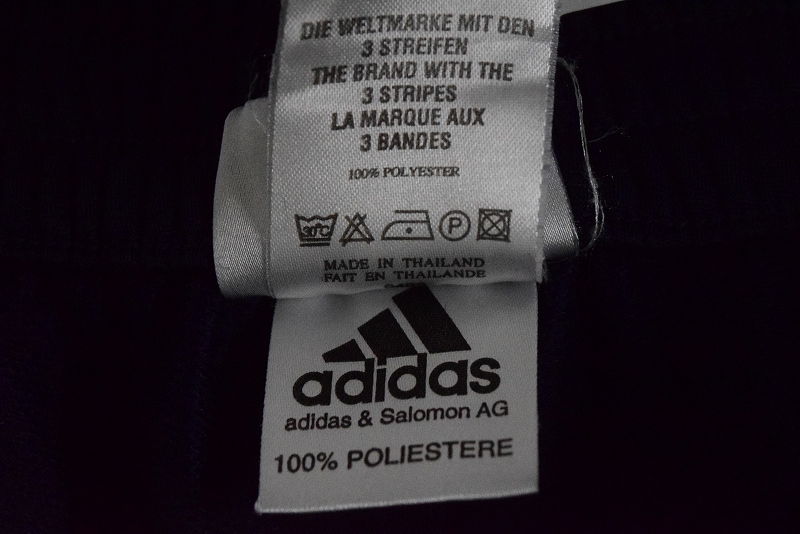 DIE WELTMARKE MIT DEN
3 STREIFEN
THE BRAND WITH THE
3 STRIPES
LA MARQUE AUX
3 BANDES
100% POLYESTER
30°C
P
MADE IN THAILAND
FAIT EN THAILANDE
adidas
adidas & Salomon AG
100% POLIESTERE